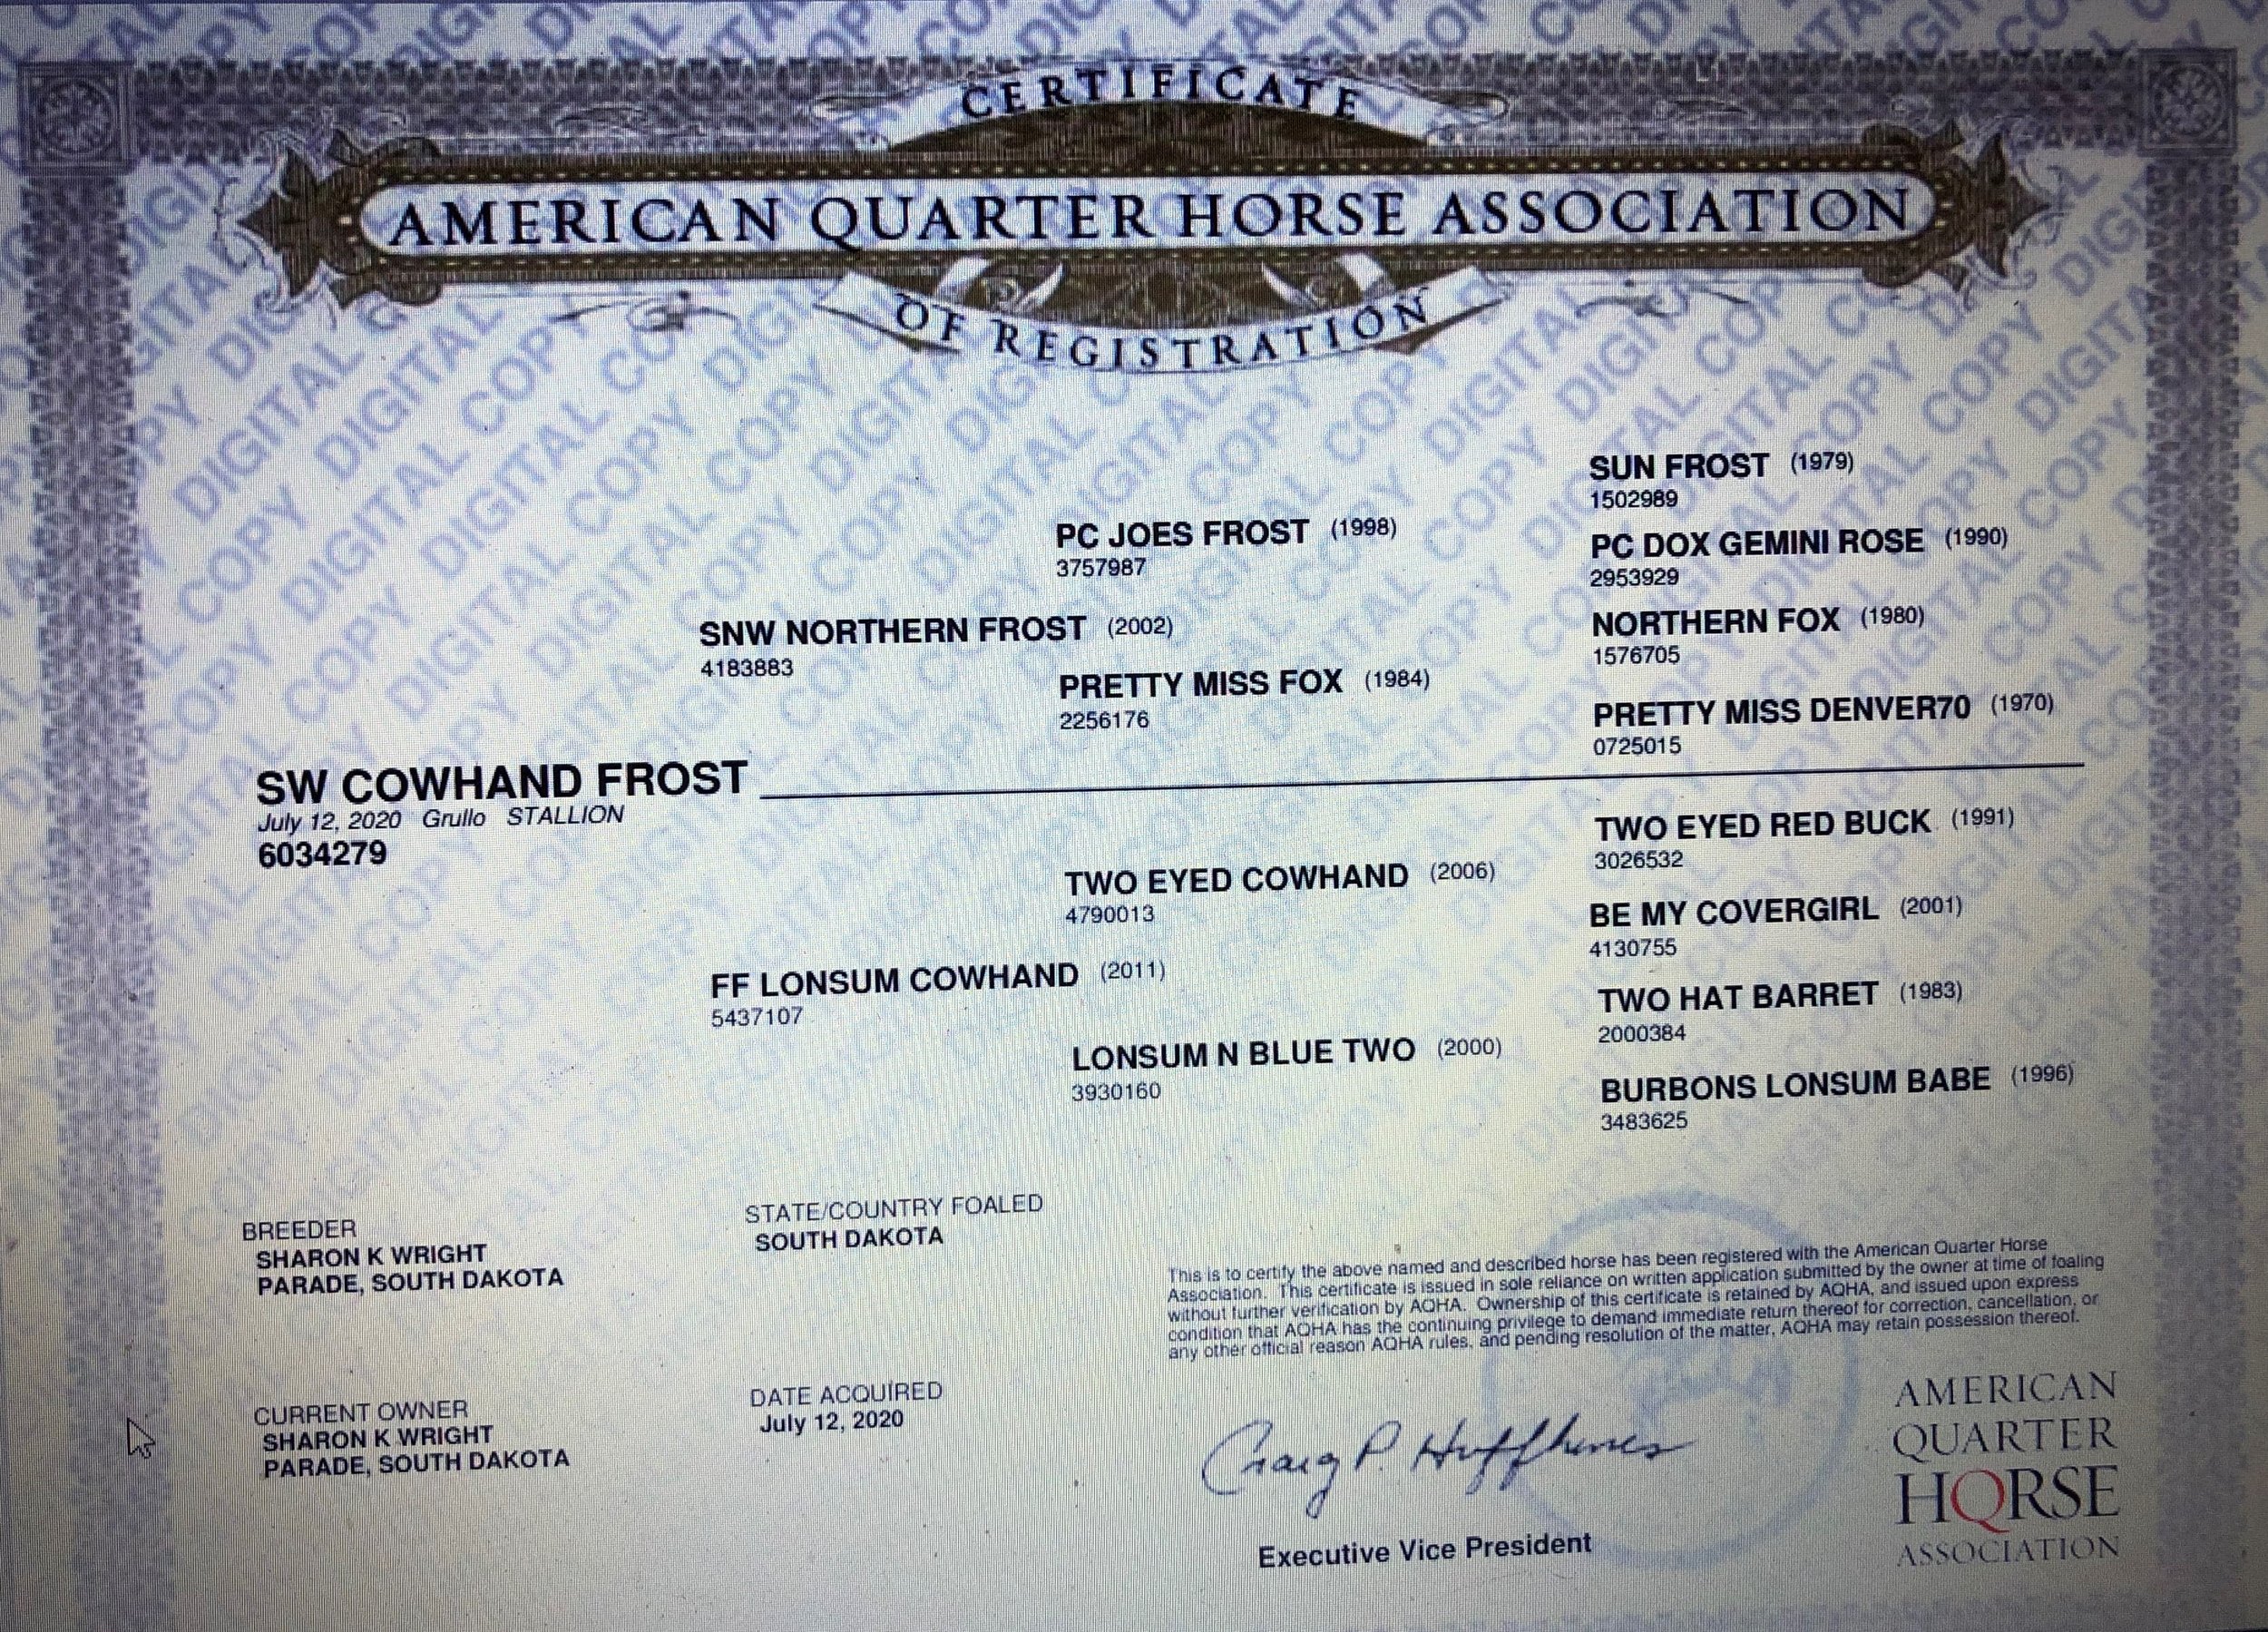 CERTIFICATE
AMERICAN QUARTER HORSE ASSOCIATION
OF REGISTRATION
SUN FROST (1979)
1502989
PC JOES FROST (1998)
3757987
PC DOX GEMINI ROSE (1990)
2953929
SNW NORTHERN FROST (2002)
4183883
NORTHERN FOX (1980)
1576705
PRETTY MISS FOX (1984)
2256176
PRETTY MISS DENVER70 (1970)
0725015
SW COWHAND FROST
July 12, 2020 Grullo STALLION
6034279
TWO EYED RED BUCK (1991)
3026532
TWO EYED COWHAND (2006)
4790013
BE MY COVERGIRL (2001)
4130755
FF LONSUM COWHAND (2011)
5437107
TWO HAT BARRET (1983)
2000384
LONSUM N BLUE TWO (2000)
3930160
BURBONS LONSUM BABE (1996)
3483625
BREEDER
SHARON K WRIGHT
PARADE, SOUTH DAKOTA
STATE/COUNTRY FOALED
SOUTH DAKOTA
This is to certify the above named and described horse has been registered with the American Quarter Horse
Association. This certificate is issued in sole reliance on written application submitted by the owner at time of foaling
without further verification by AQHA. Ownership of this certificate is retained by AQHA, and issued upon express
condition that AQHA has the continuing privilege to demand immediate return thereof for correction, cancellation, or
any other official reason AQHA rules, and pending resolution of the matter, AQHA may retain possession thereof.
CURRENT OWNER
SHARON K WRIGHT
PARADE, SOUTH DAKOTA
DATE ACQUIRED
July 12, 2020
Craig P. Huffhines
Executive Vice President
AMERICAN
QUARTER
HORSE
ASSOCIATION
DIGITAL COPY